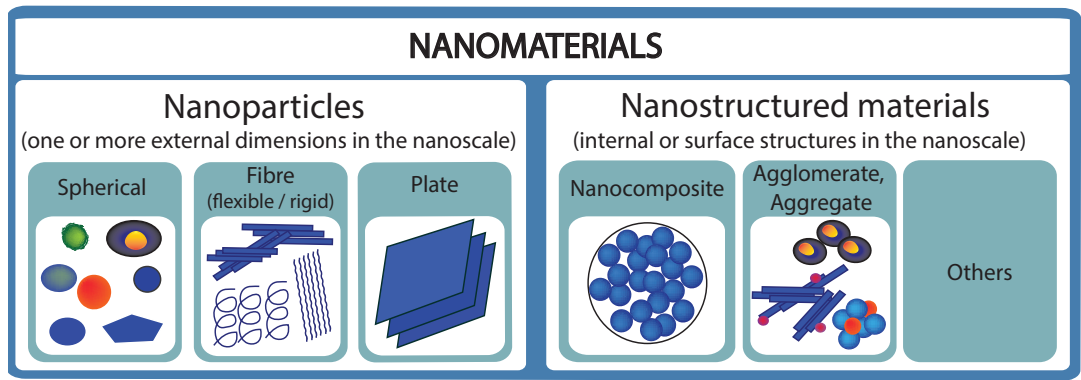 NANOMATERIALS
Nanoparticles
(one or more external dimensions in the nanoscale)
Spherical
Fibre
(flexible / rigid)
Plate
Nanostructured materials
(internal or surface structures in the nanoscale)
Nanocomposite
Agglomerate,
Aggregate
Others